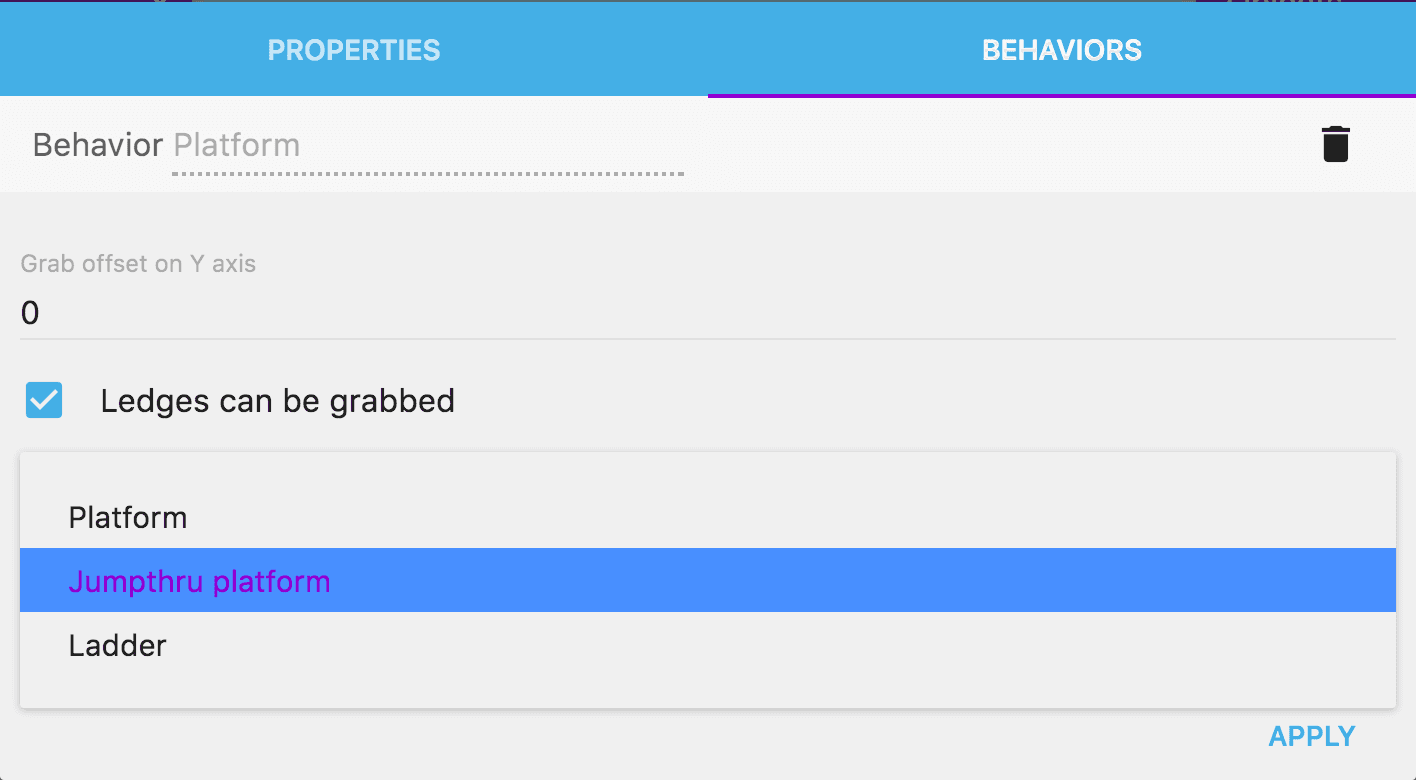 PROPERTIES BEHAVIORS
Behavior Platform
Grab offset on Y axis
0
Ledges can be grabbed
Platform
Jumpthru platform
Ladder
APPLY